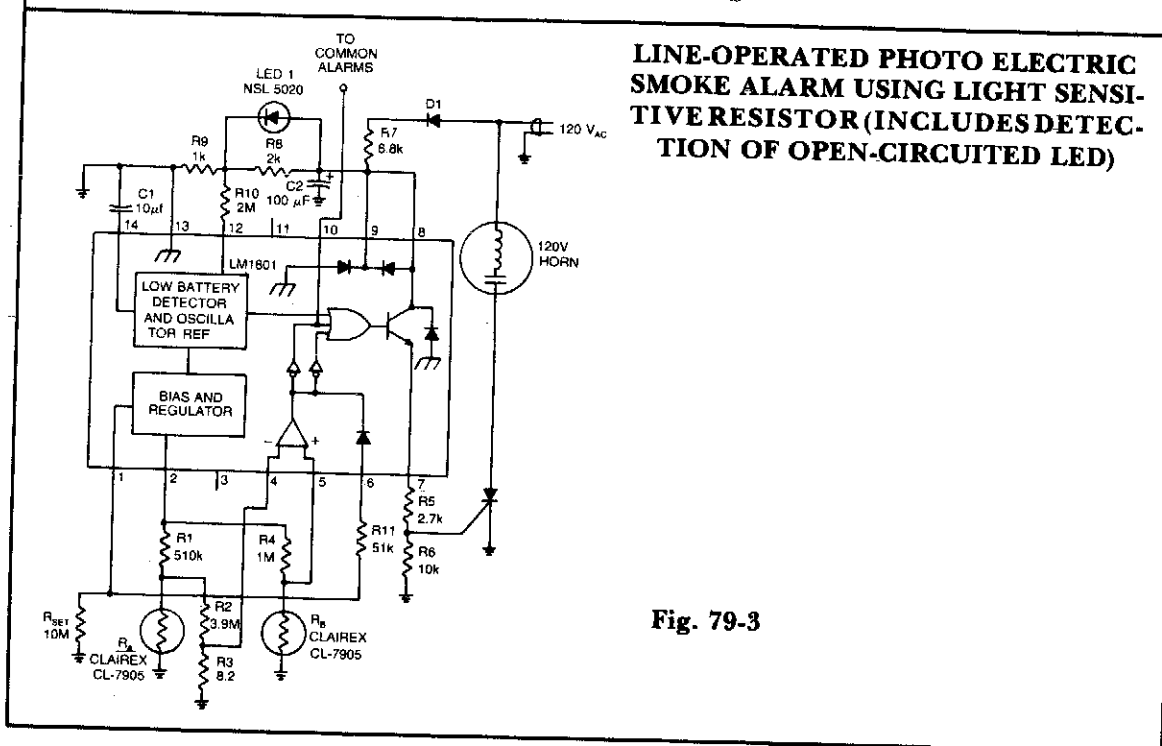 LINE-OPERATED PHOTO ELECTRIC
SMOKE ALARM USING LIGHT SENSI-
TIVE RESISTOR (INCLUDES DETEC-
TION OF OPEN-CIRCUITED LED)
TO
COMMON
ALARMS
LED 1
NSL 5020
D1
120 VAC
R7
6.8k
R9
1k
R8
2k
C2
100 µF
+
C1
10µf
R10
2M
14
13
12
11
10
9
8
120V
HORN
LM1801
LOW BATTERY
DETECTOR
AND OSCILLA
TOR REF
BIAS AND
REGULATOR
-
+
1
2
3
4
5
6
7
R5
2.7k
R1
510k
R4
1M
R11
51k
R6
10k
RSET
10M
R2
3.9M
RB
CLAIREX
CL-7905
RA
CLAIREX
CL-7905
R3
8.2
Fig. 79-3